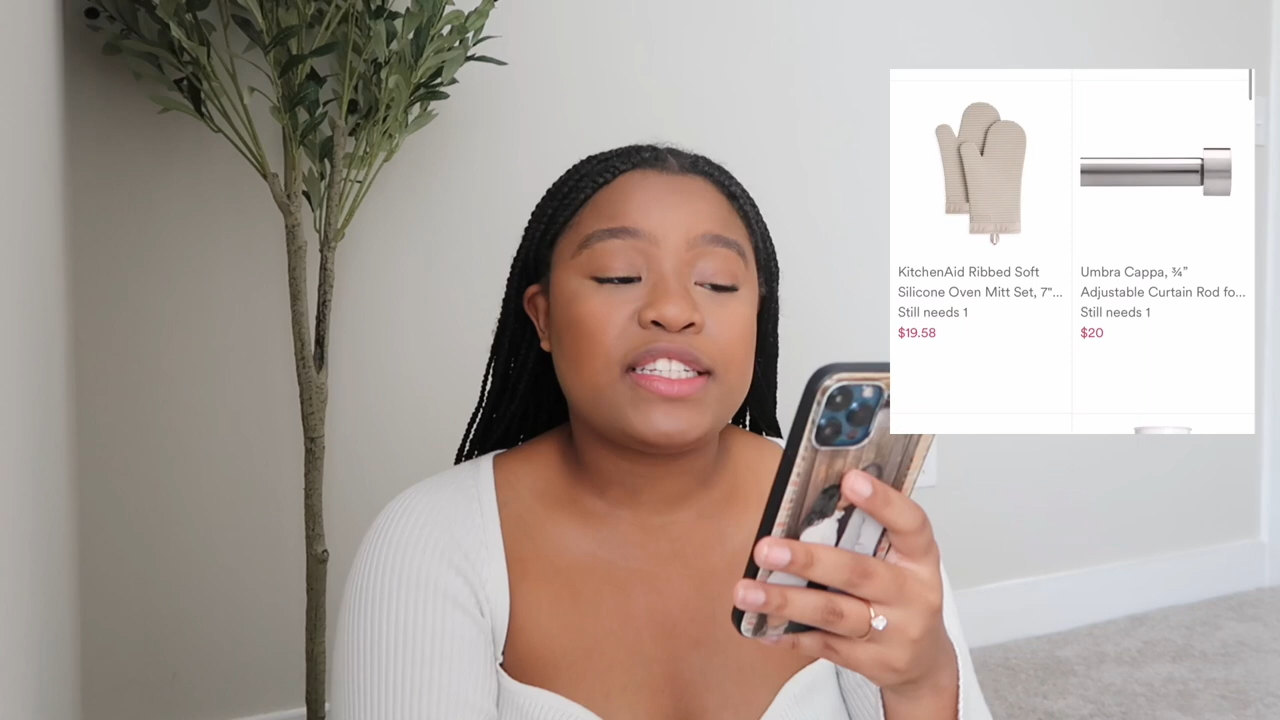 KitchenAid Ribbed Soft
Silicone Oven Mitt Set, 7"...
Still needs 1
$19.58
Umbra Cappa, ¾”
Adjustable Curtain Rod fo...
Still needs 1
$20